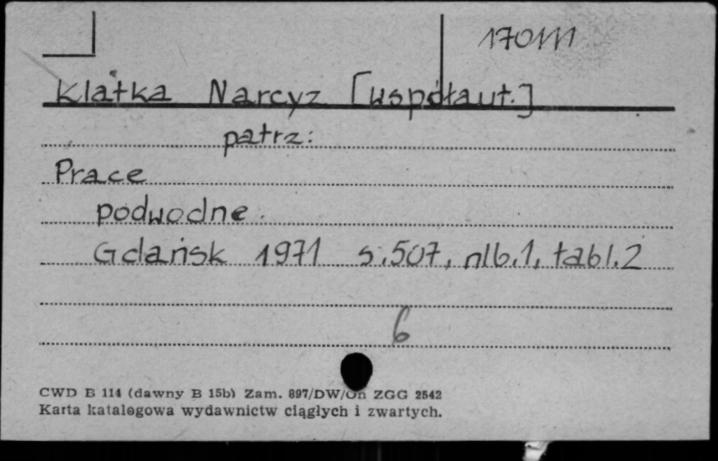 170111
Klatka Narcyz [współaut.]
patrz:
Prace
podwodne.
Gdańsk 1971 s.507, nlb.1, tabl.2
6
CWD B 114 (dawny B 15b) Zam. 897/DW/On ZGG 2542
Karta katalogowa wydawnictw ciągłych i zwartych.